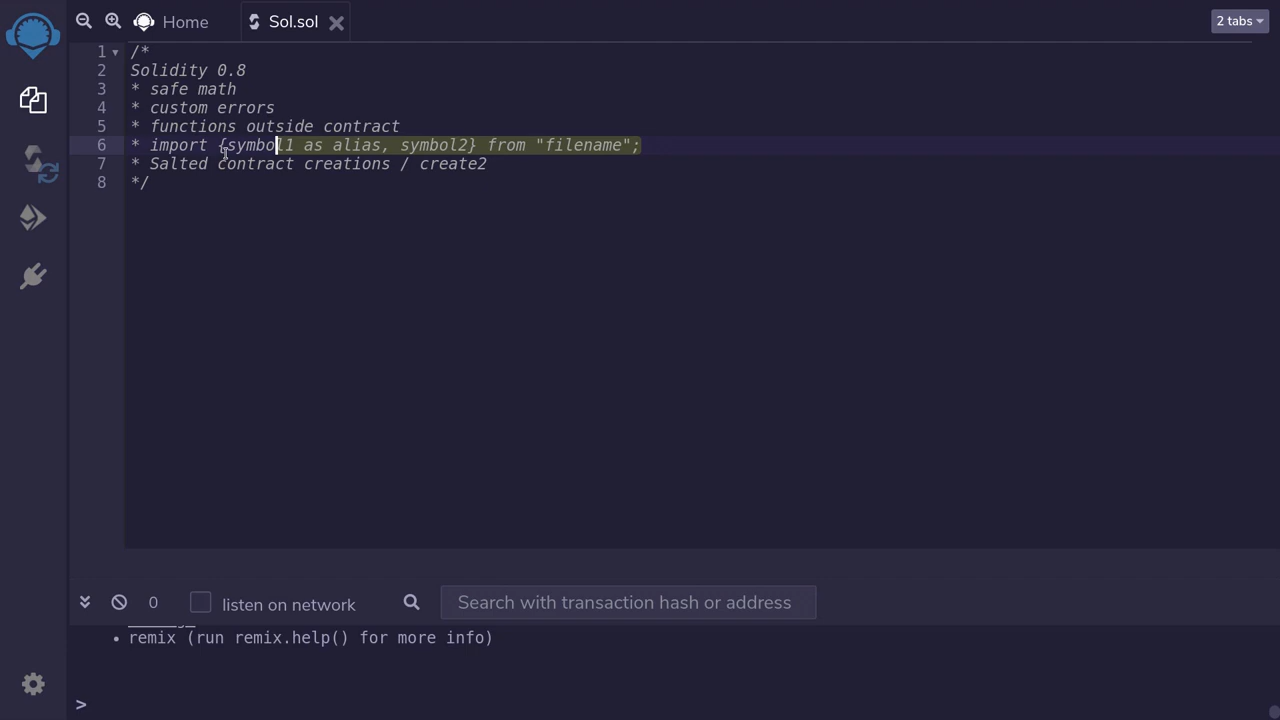 Home
Sol.sol
2 tabs
1 /*
2 Solidity 0.8
3 * safe math
4 * custom errors
5 * functions outside contract
6 * import {symbol1 as alias, symbol2} from "filename";
7 * Salted contract creations / create2
8 */
0
listen on network
Search with transaction hash or address
• remix (run remix.help() for more info)
>